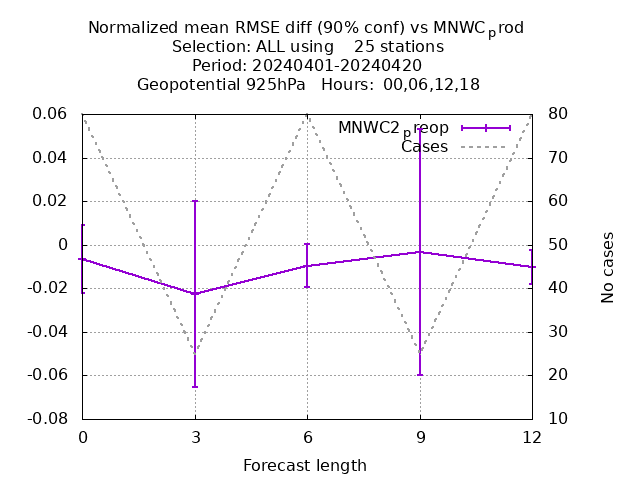 Normalized mean RMSE diff (90% conf) vs MNWCprod
Selection: ALL using 25 stations
Period: 20240401-20240420
Geopotential 925hPa Hours: 00,06,12,18
MNWC2preop
Cases
0.06
0.04
0.02
0
-0.02
-0.04
-0.06
-0.08
80
70
60
50
40
30
20
10
No cases
0 3 6 9 12
Forecast length